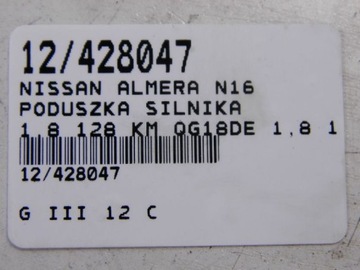 12/428047
NISSAN ALMERA N16
PODUSZKA SILNIKA
1,8 128 KM QG18DE 1,8 1
12/428047
G III 12 C